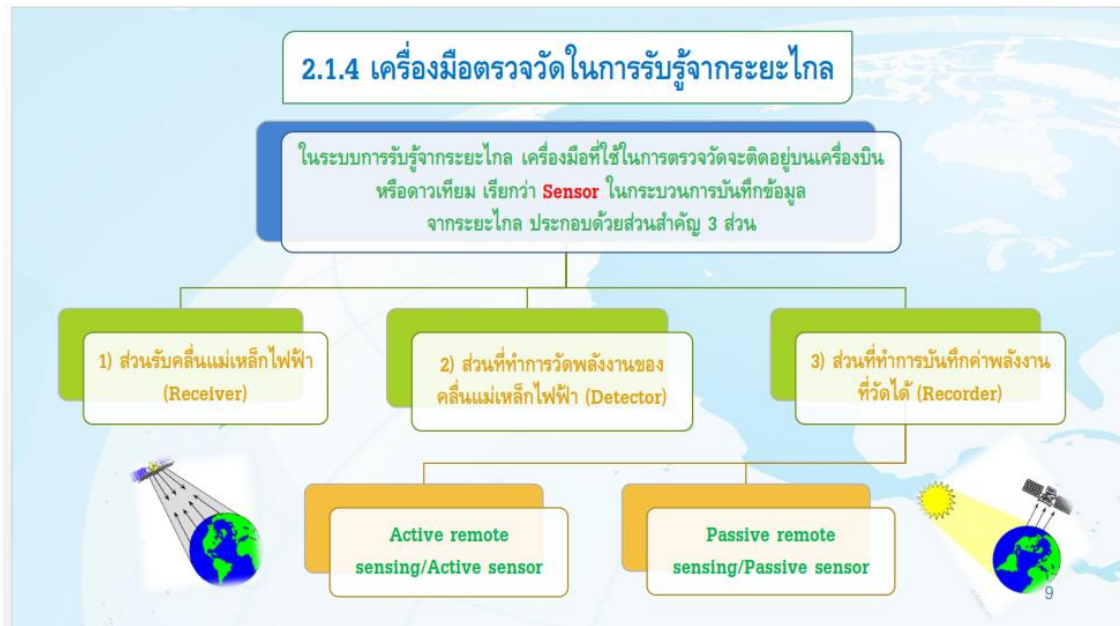 2.1.4 เครื่องมือตรวจวัดในการรับรู้จากระยะไกล
ในระบบการรับรู้จากระยะไกล เครื่องมือที่ใช้ในการตรวจวัดจะติดอยู่บนเครื่องบิน
หรือดาวเทียม เรียกว่า Sensor ในกระบวนการบันทึกข้อมูล
จากระยะไกล ประกอบด้วยส่วนสำคัญ 3 ส่วน
1) ส่วนรับคลื่นแม่เหล็กไฟฟ้า
(Receiver)
2) ส่วนที่ทำการวัดพลังงานของ
คลื่นแม่เหล็กไฟฟ้า (Detector)
3) ส่วนที่ทำการบันทึกค่าพลังงาน
ที่วัดได้ (Recorder)
Active remote
sensing/Active sensor
Passive remote
sensing/Passive sensor
9